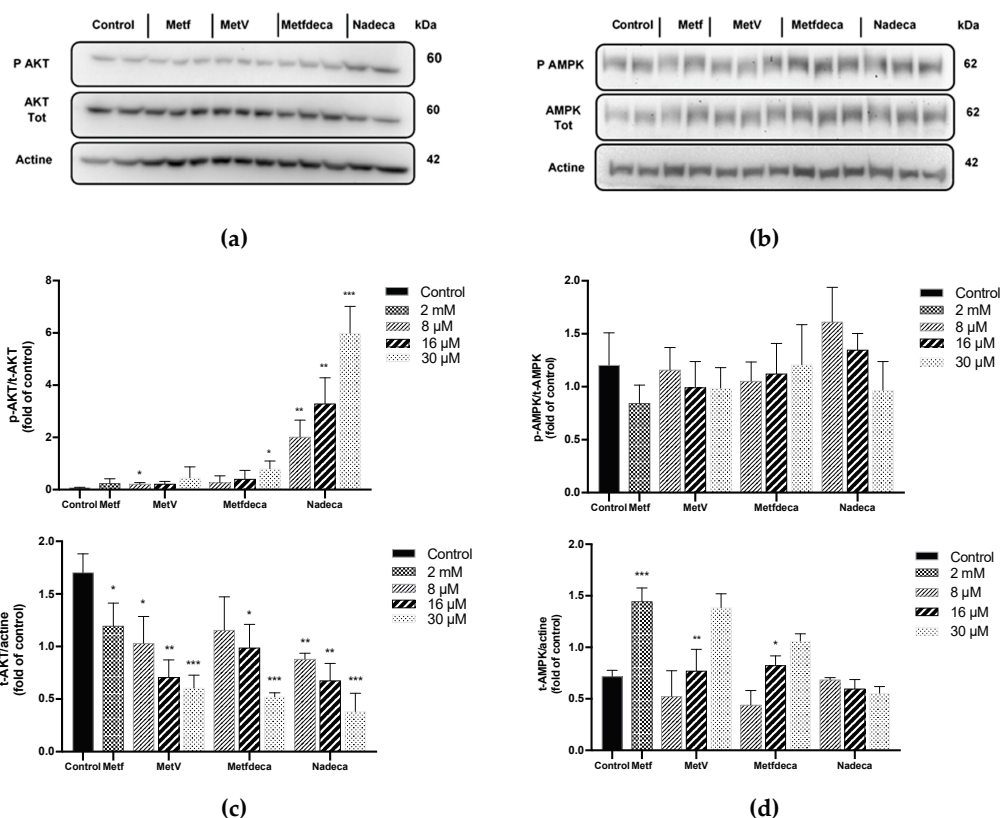 Control Metf MetV Metfdeca Nadeca kDa
P AKT 60
AKT
Tot 60
Actine 42
(a)
Control Metf MetV Metfdeca Nadeca kDa
P AMPK 62
AMPK
Tot 62
Actine 42
(b)
p-AKT/t-AKT
(fold of control)
8
6
4
2
0
* ** ** *** *
Control Metf MetV Metfdeca Nadeca
Control
2 mM
8 µM
16 µM
30 µM
p-AMPK/t-AMPK
(fold of control)
2.0
1.5
1.0
0.5
0.0
Control Metf MetV Metfdeca Nadeca
Control
2 mM
8 µM
16 µM
30 µM
t-AKT/actine
(fold of control)
2.0
1.5
1.0
0.5
0.0
* * ** *** * *** ** ** ***
Control Metf MetV Metfdeca Nadeca
Control
2 mM
8 µM
16 µM
30 µM
(c)
t-AMPK/actine
(fold of control)
2.0
1.5
1.0
0.5
0.0
*** ** *
Control Metf MetV Metfdeca Nadeca
Control
2 mM
8 µM
16 µM
30 µM
(d)